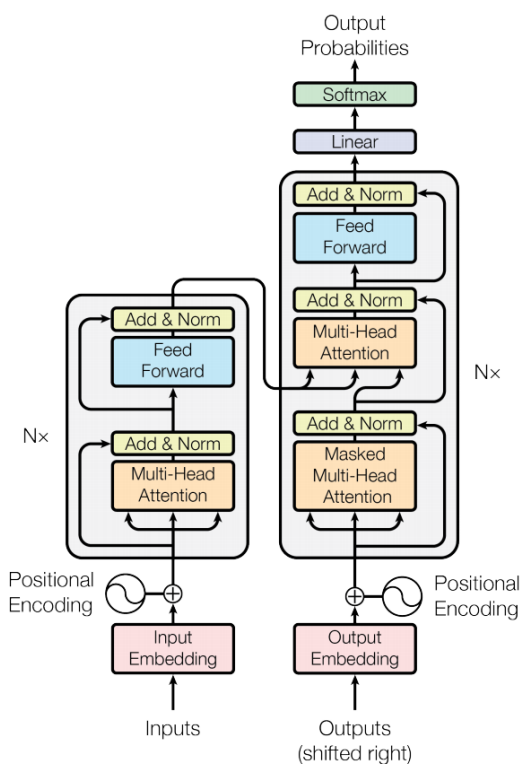 Output
Probabilities
Softmax
Linear
Add & Norm
Feed
Forward
Add & Norm
Multi-Head
Attention
Add & Norm
Masked
Multi-Head
Attention
N×
Positional
Encoding
Output
Embedding
Outputs
(shifted right)
Add & Norm
Feed
Forward
Add & Norm
Multi-Head
Attention
N×
Positional
Encoding
Input
Embedding
Inputs